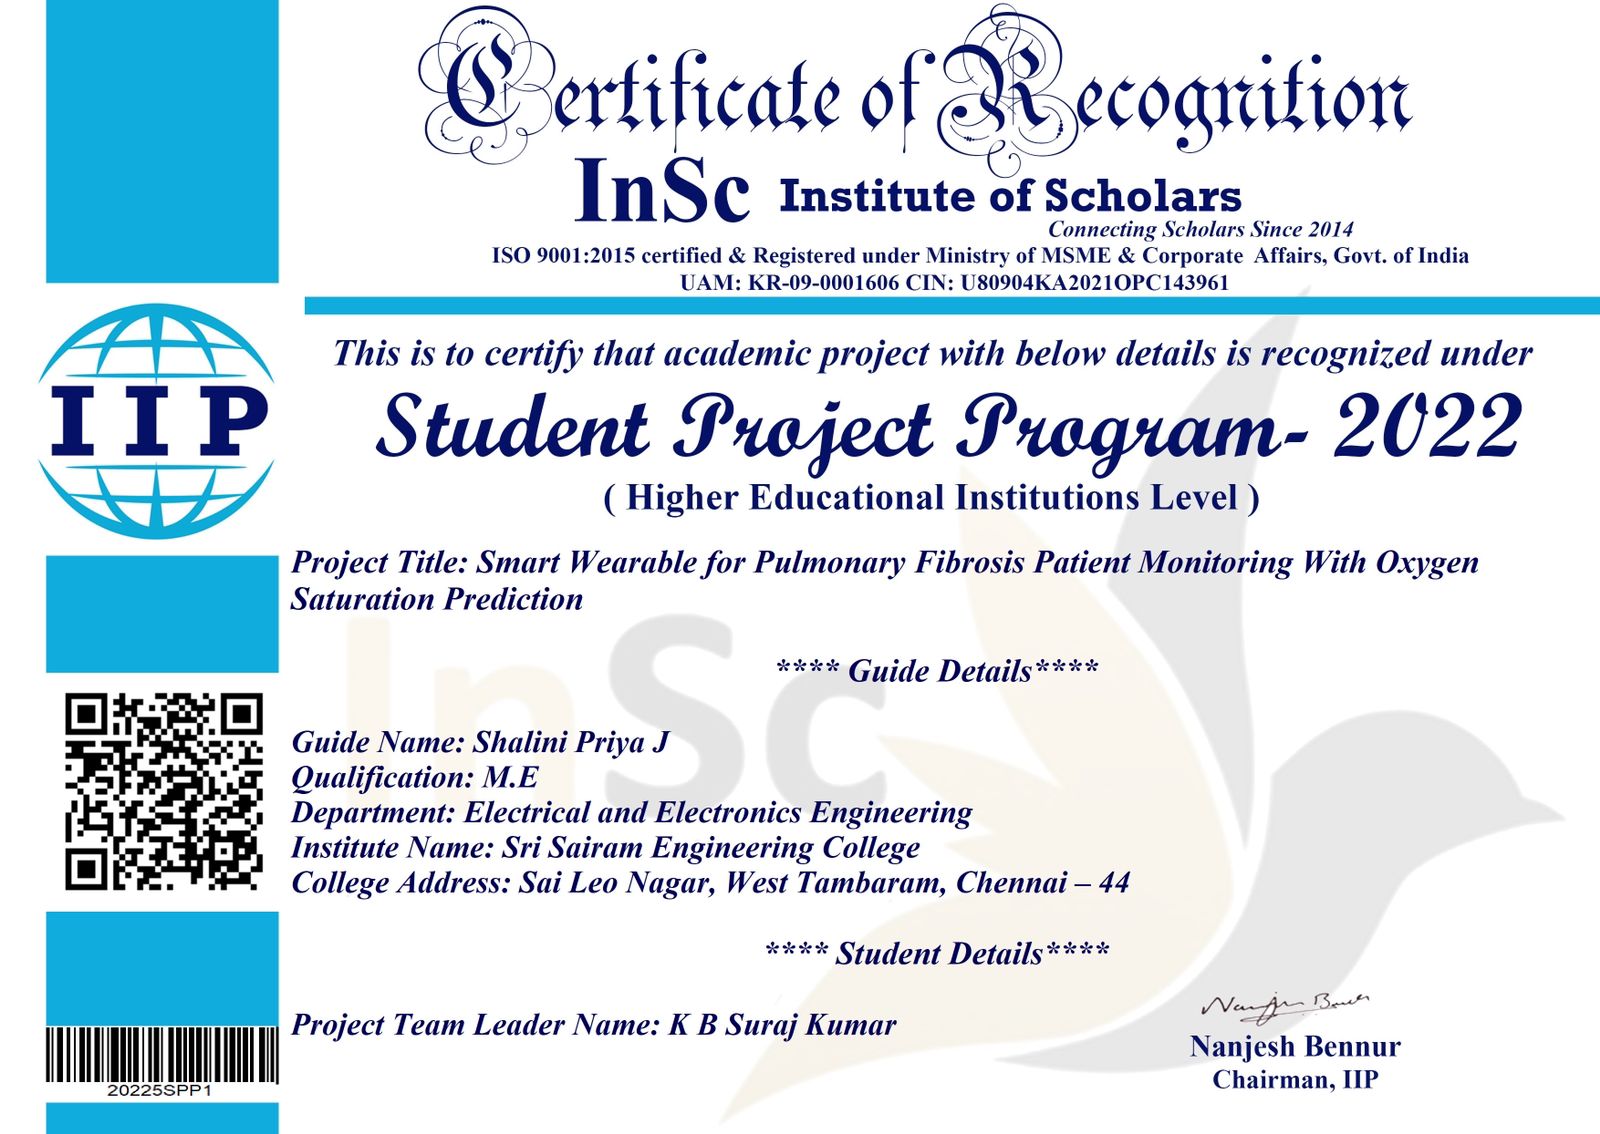 Certificate of Recognition
InSc Institute of Scholars
Connecting Scholars Since 2014
ISO 9001:2015 certified & Registered under Ministry of MSME & Corporate Affairs, Govt. of India
UAM: KR-09-0001606 CIN: U80904KA2021OPC143961
IIP
This is to certify that academic project with below details is recognized under
Student Project Program- 2022
( Higher Educational Institutions Level )
Project Title: Smart Wearable for Pulmonary Fibrosis Patient Monitoring With Oxygen
Saturation Prediction
InSc
**** Guide Details****
Guide Name: Shalini Priya J
Qualification: M.E
Department: Electrical and Electronics Engineering
Institute Name: Sri Sairam Engineering College
College Address: Sai Leo Nagar, West Tambaram, Chennai – 44
**** Student Details****
Project Team Leader Name: K B Suraj Kumar
Nanjesh Bennur
Chairman, IIP
20225SPP1